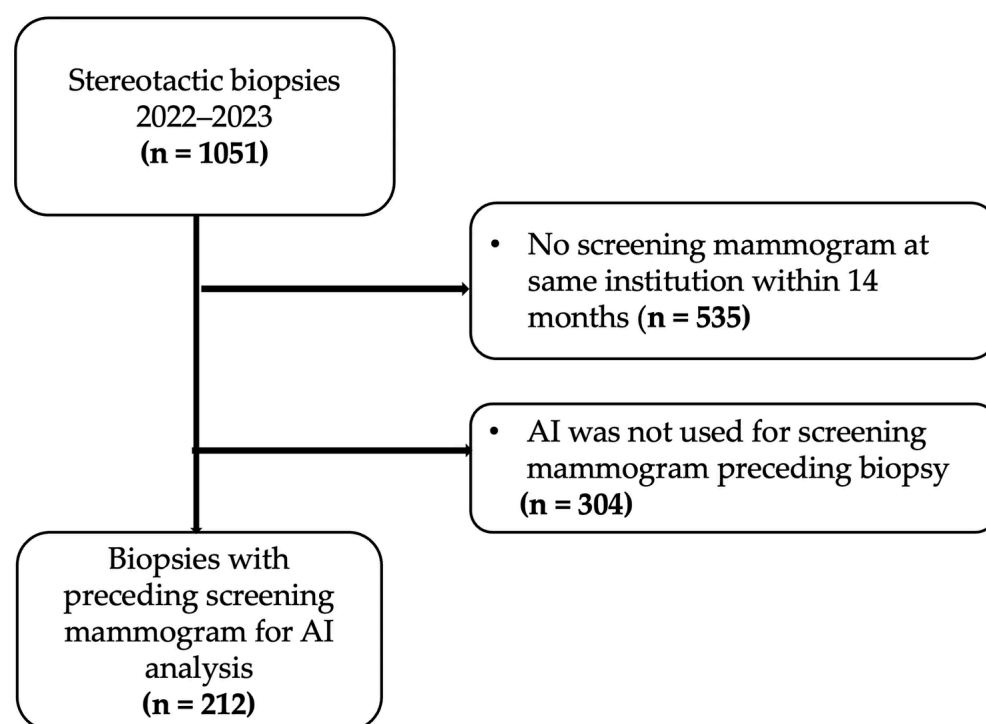 Stereotactic biopsies
2022–2023
(n = 1051)
• No screening mammogram at
same institution within 14
months (n = 535)
• AI was not used for screening
mammogram preceding biopsy
(n = 304)
Biopsies with
preceding screening
mammogram for AI
analysis
(n = 212)